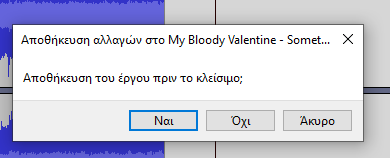 Αποθήκευση αλλαγών στο My Bloody Valentine - Somet...
Αποθήκευση του έργου πριν το κλείσιμο;
Ναι Όχι Άκυρο